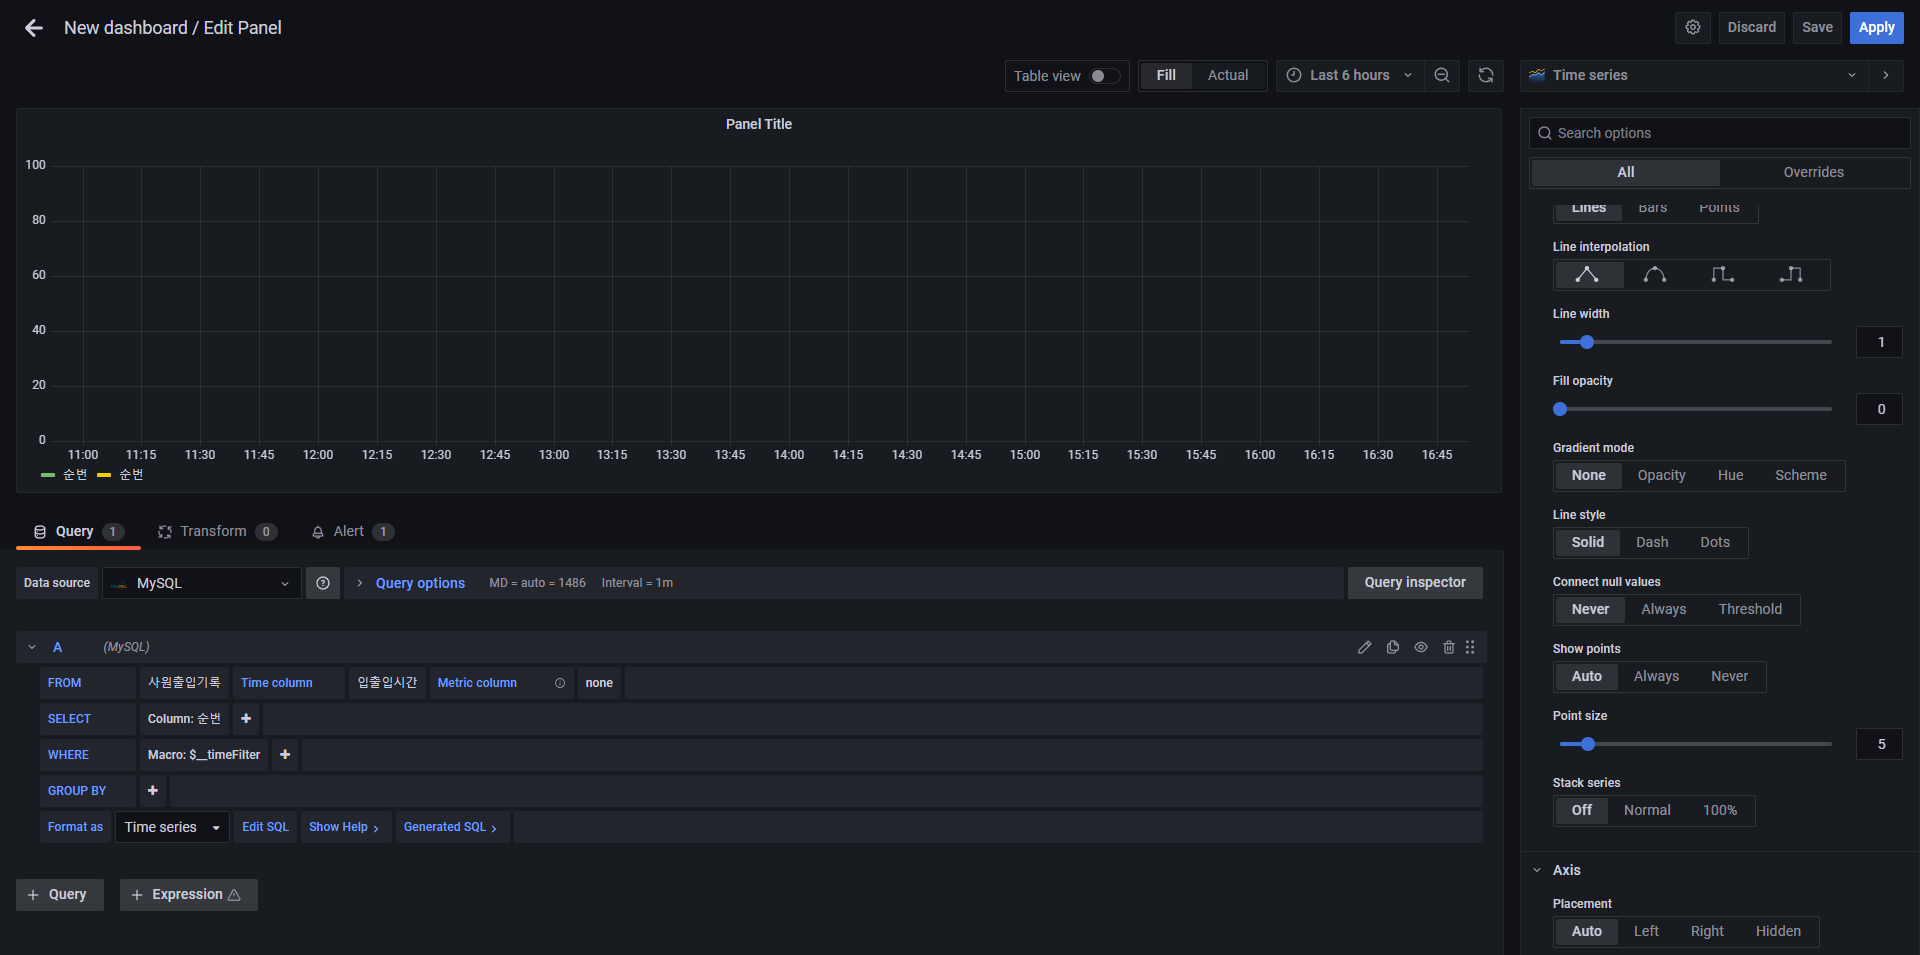 New dashboard / Edit Panel
Discard
Save
Apply
Table view
Fill
Actual
Last 6 hours
Time series
Panel Title
100
80
60
40
20
0
11:00 11:15 11:30 11:45 12:00 12:15 12:30 12:45 13:00 13:15 13:30 13:45 14:00 14:15 14:30 14:45 15:00 15:15 15:30 15:45 16:00 16:15 16:30 16:45
순번 순번
Query 1
Transform 0
Alert 1
Data source
MySQL
Query options
MD = auto = 1486
Interval = 1m
Query inspector
A
(MySQL)
FROM 사원출입기록 Time column 입출입시간 Metric column none
SELECT Column: 순번 +
WHERE Macro: $__timeFilter +
GROUP BY +
Format as Time series Edit SQL Show Help > Generated SQL >
+ Query
+ Expression
Search options
All
Overrides
Lines Bars Points
Line interpolation
Line width
1
Fill opacity
0
Gradient mode
None Opacity Hue Scheme
Line style
Solid Dash Dots
Connect null values
Never Always Threshold
Show points
Auto Always Never
Point size
5
Stack series
Off Normal 100%
Axis
Placement
Auto Left Right Hidden